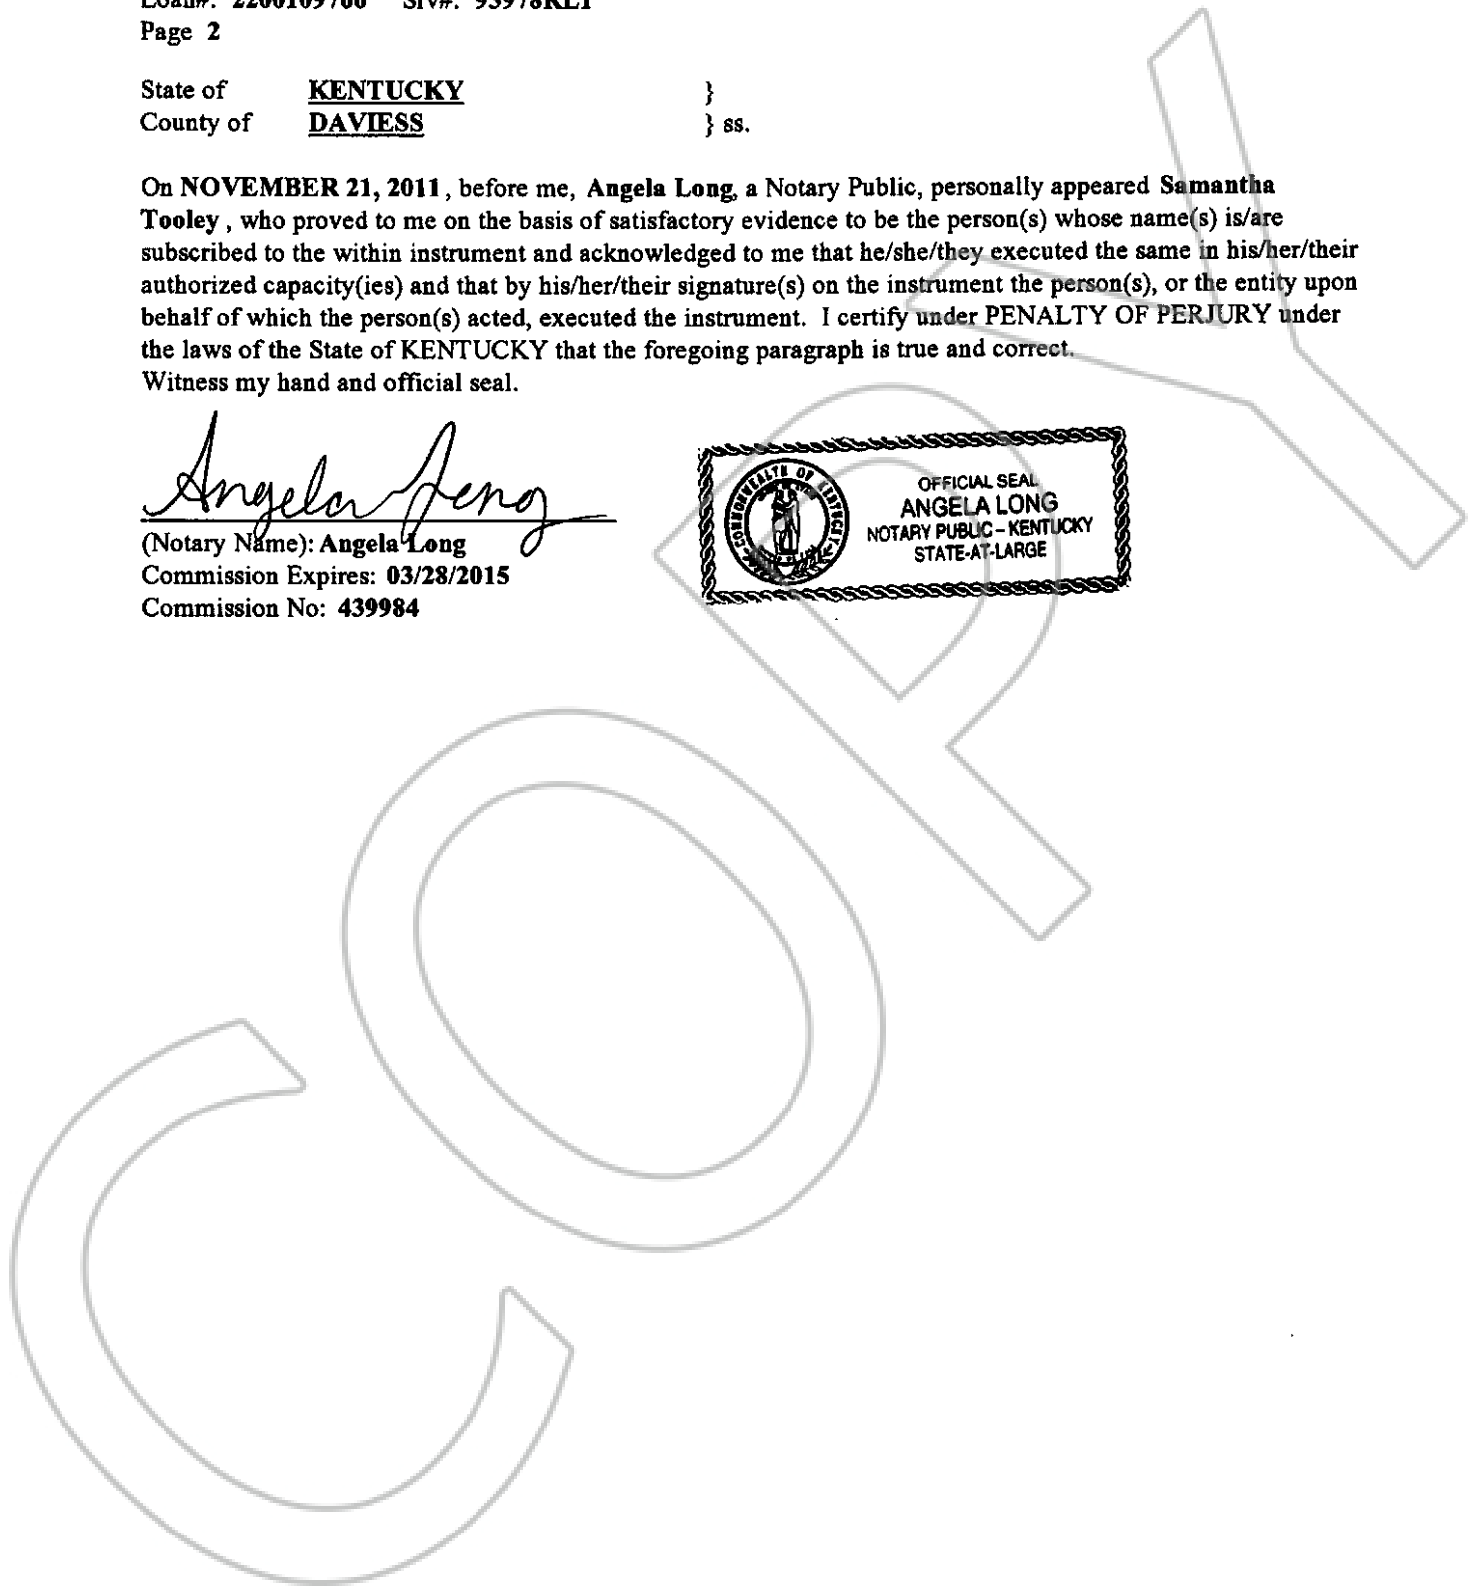 Page 2
State of KENTUCKY }
County of DAVIESS } ss.
On NOVEMBER 21, 2011, before me, Angela Long, a Notary Public, personally appeared Samantha
Tooley , who proved to me on the basis of satisfactory evidence to be the person(s) whose name(s) is/are
subscribed to the within instrument and acknowledged to me that he/she/they executed the same in his/her/their
authorized capacity(ies) and that by his/her/their signature(s) on the instrument the person(s), or the entity upon
behalf of which the person(s) acted, executed the instrument. I certify under PENALTY OF PERJURY under
the laws of the State of KENTUCKY that the foregoing paragraph is true and correct.
Witness my hand and official seal.
Angela Long
(Notary Name): Angela Long
Commission Expires: 03/28/2015
Commission No: 439984
COMMONWEALTH OF KENTUCKY
OFFICIAL SEAL
ANGELA LONG
NOTARY PUBLIC - KENTUCKY
STATE-AT-LARGE
COPY